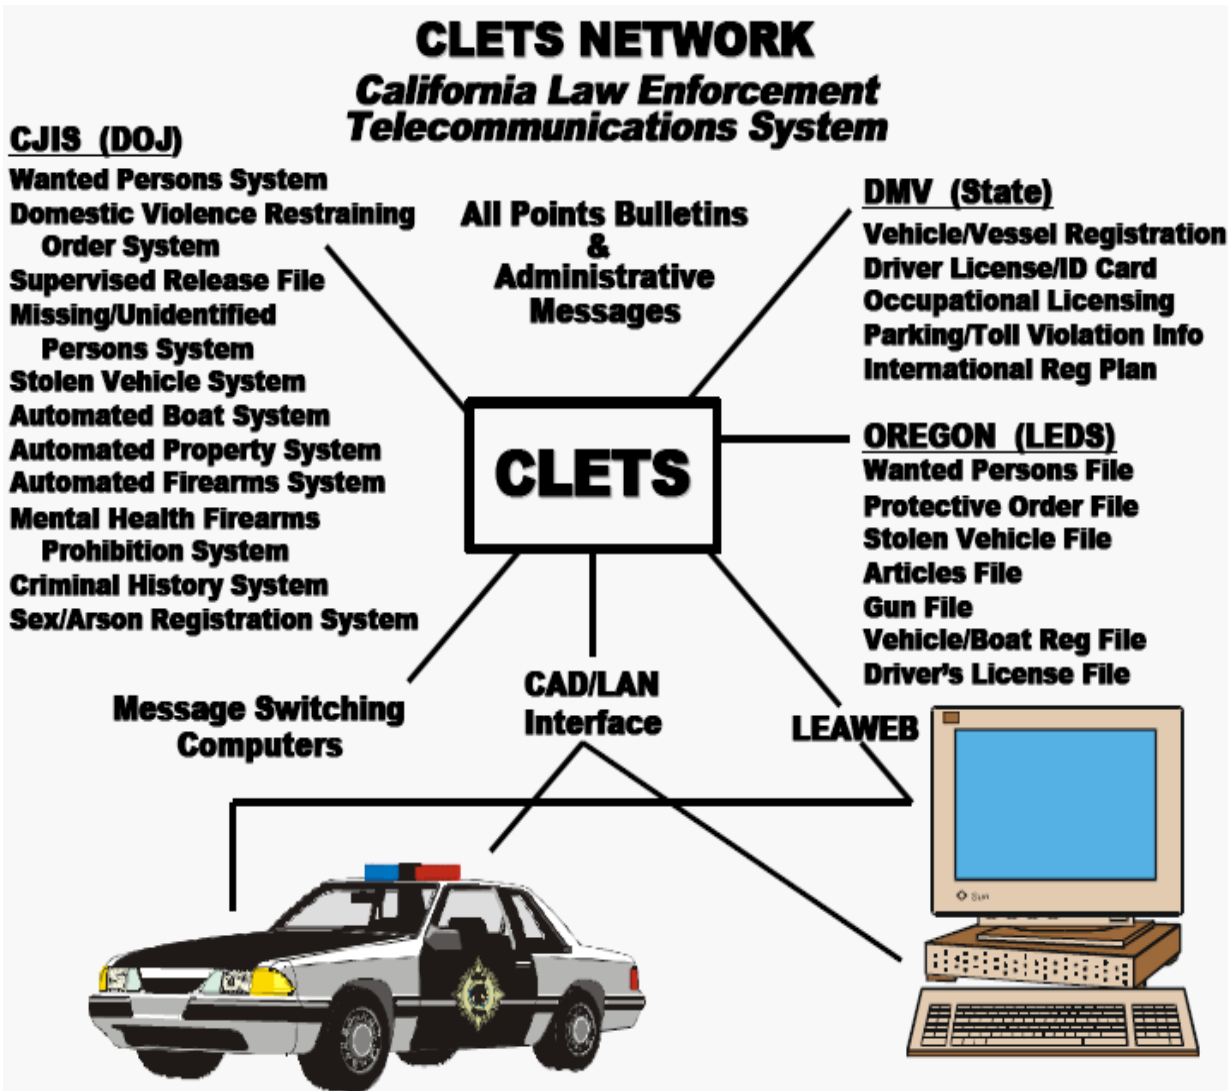 CLETS NETWORK
California Law Enforcement
Telecommunications System
CJIS (DOJ)
Wanted Persons System
Domestic Violence Restraining
Order System
Supervised Release File
Missing/Unidentified
Persons System
Stolen Vehicle System
Automated Boat System
Automated Property System
Automated Firearms System
Mental Health Firearms
Prohibition System
Criminal History System
Sex/Arson Registration System
All Points Bulletins
&
Administrative
Messages
DMV (State)
Vehicle/Vessel Registration
Driver License/ID Card
Occupational Licensing
Parking/Toll Violation Info
International Reg Plan
OREGON (LEDS)
Wanted Persons File
Protective Order File
Stolen Vehicle File
Articles File
Gun File
Vehicle/Boat Reg File
Driver's License File
CLETS
Message Switching
Computers
CAD/LAN
Interface
LEAWEB
Sun